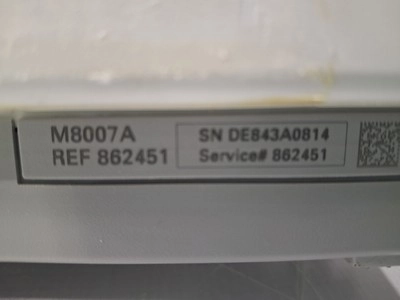 M8007A
REF 862451
SN DE843A0814
Service# 862451